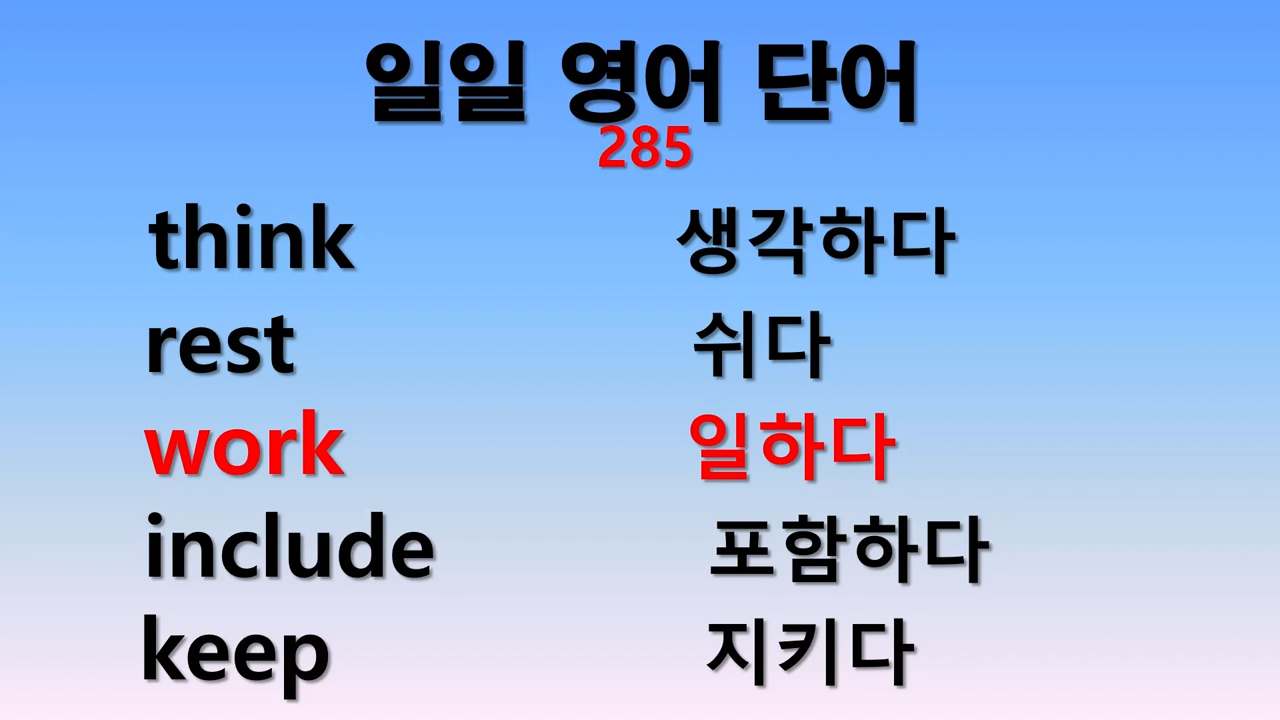 일일 영어 단어
285
think 생각하다
rest 쉬다
work 일하다
include 포함하다
keep 지키다